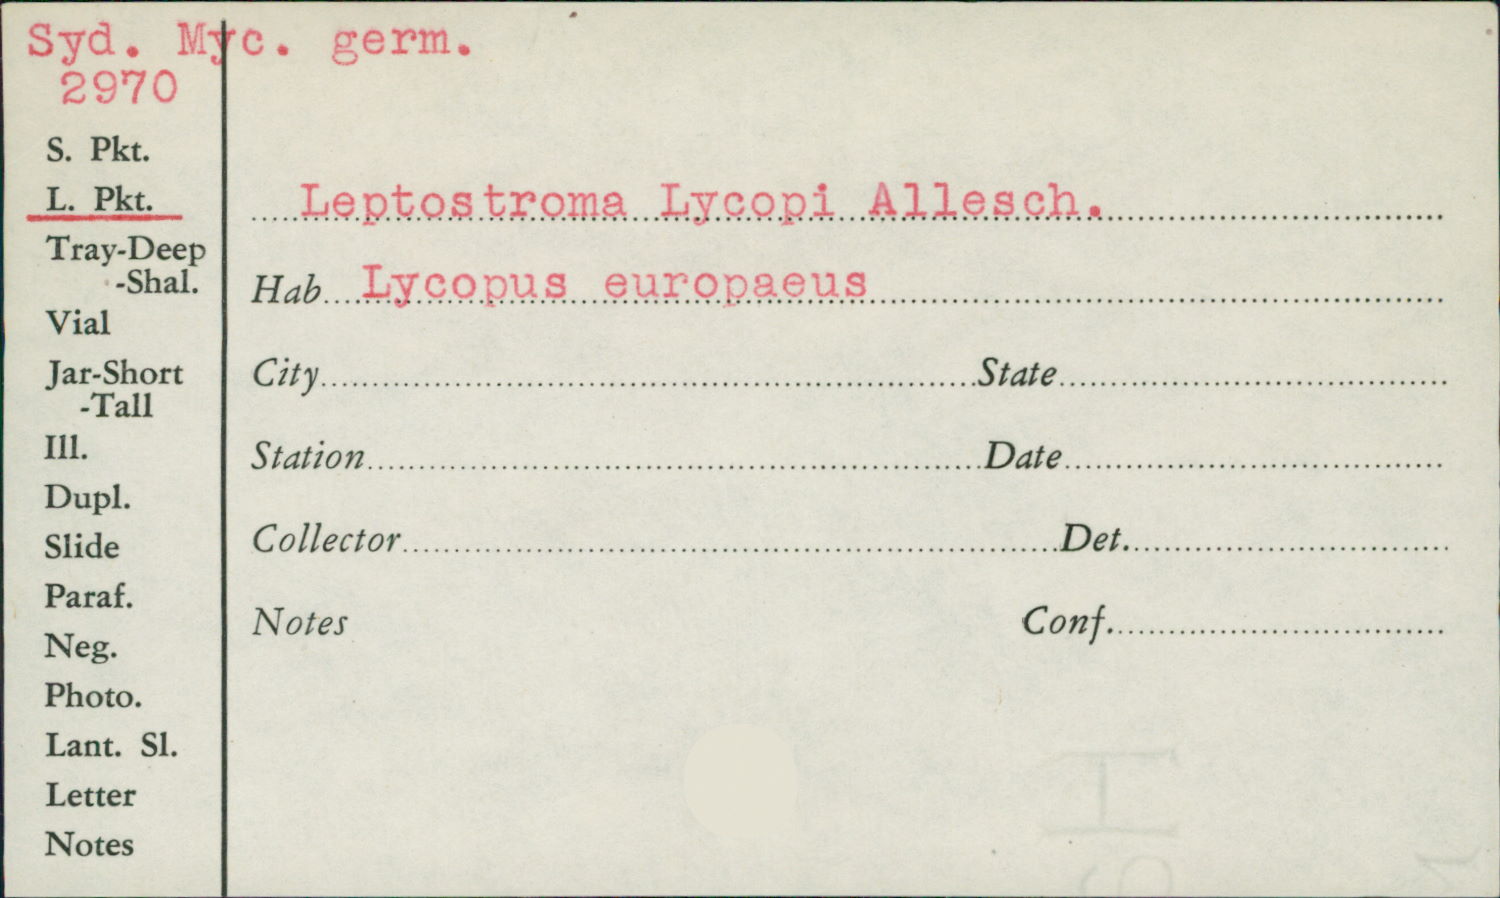 Syd. Myc. germ.
2970
S. Pkt.
L. Pkt.
Tray-Deep
-Shal.
Vial
Jar-Short
-Tall
Ill.
Dupl.
Slide
Paraf.
Neg.
Photo.
Lant. Sl.
Letter
Notes
Leptostroma Lycopi Allesch.
Hab Lycopus europaeus
City State
Station Date
Collector Det.
Notes Conf.